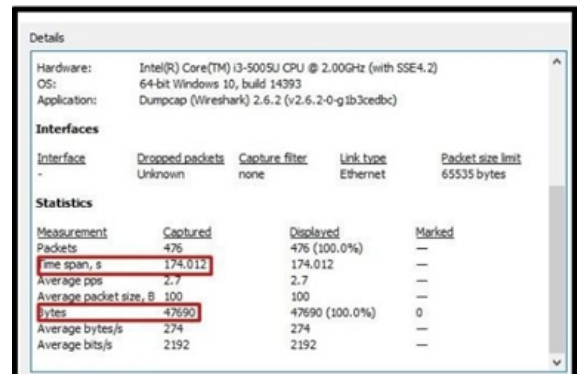 Details
Hardware: Intel(R) Core(TM) i3-5005U CPU @ 2.00GHz (with SSE4.2)
OS: 64-bit Windows 10, build 14393
Application: Dumpcap (Wireshark) 2.6.2 (v2.6.2-0-g1b3cedbc)
Interfaces
Interface Dropped packets Capture filter Link type Packet size limit
- Unknown none Ethernet 65535 bytes
Statistics
Measurement Captured Displayed Marked
Packets 476 476 (100.0%) —
Time span, s 174.012 174.012 —
Average pps 2.7 2.7 —
Average packet size, B 100 100 —
Bytes 47690 47690 (100.0%) 0
Average bytes/s 274 274 —
Average bits/s 2192 2192 —